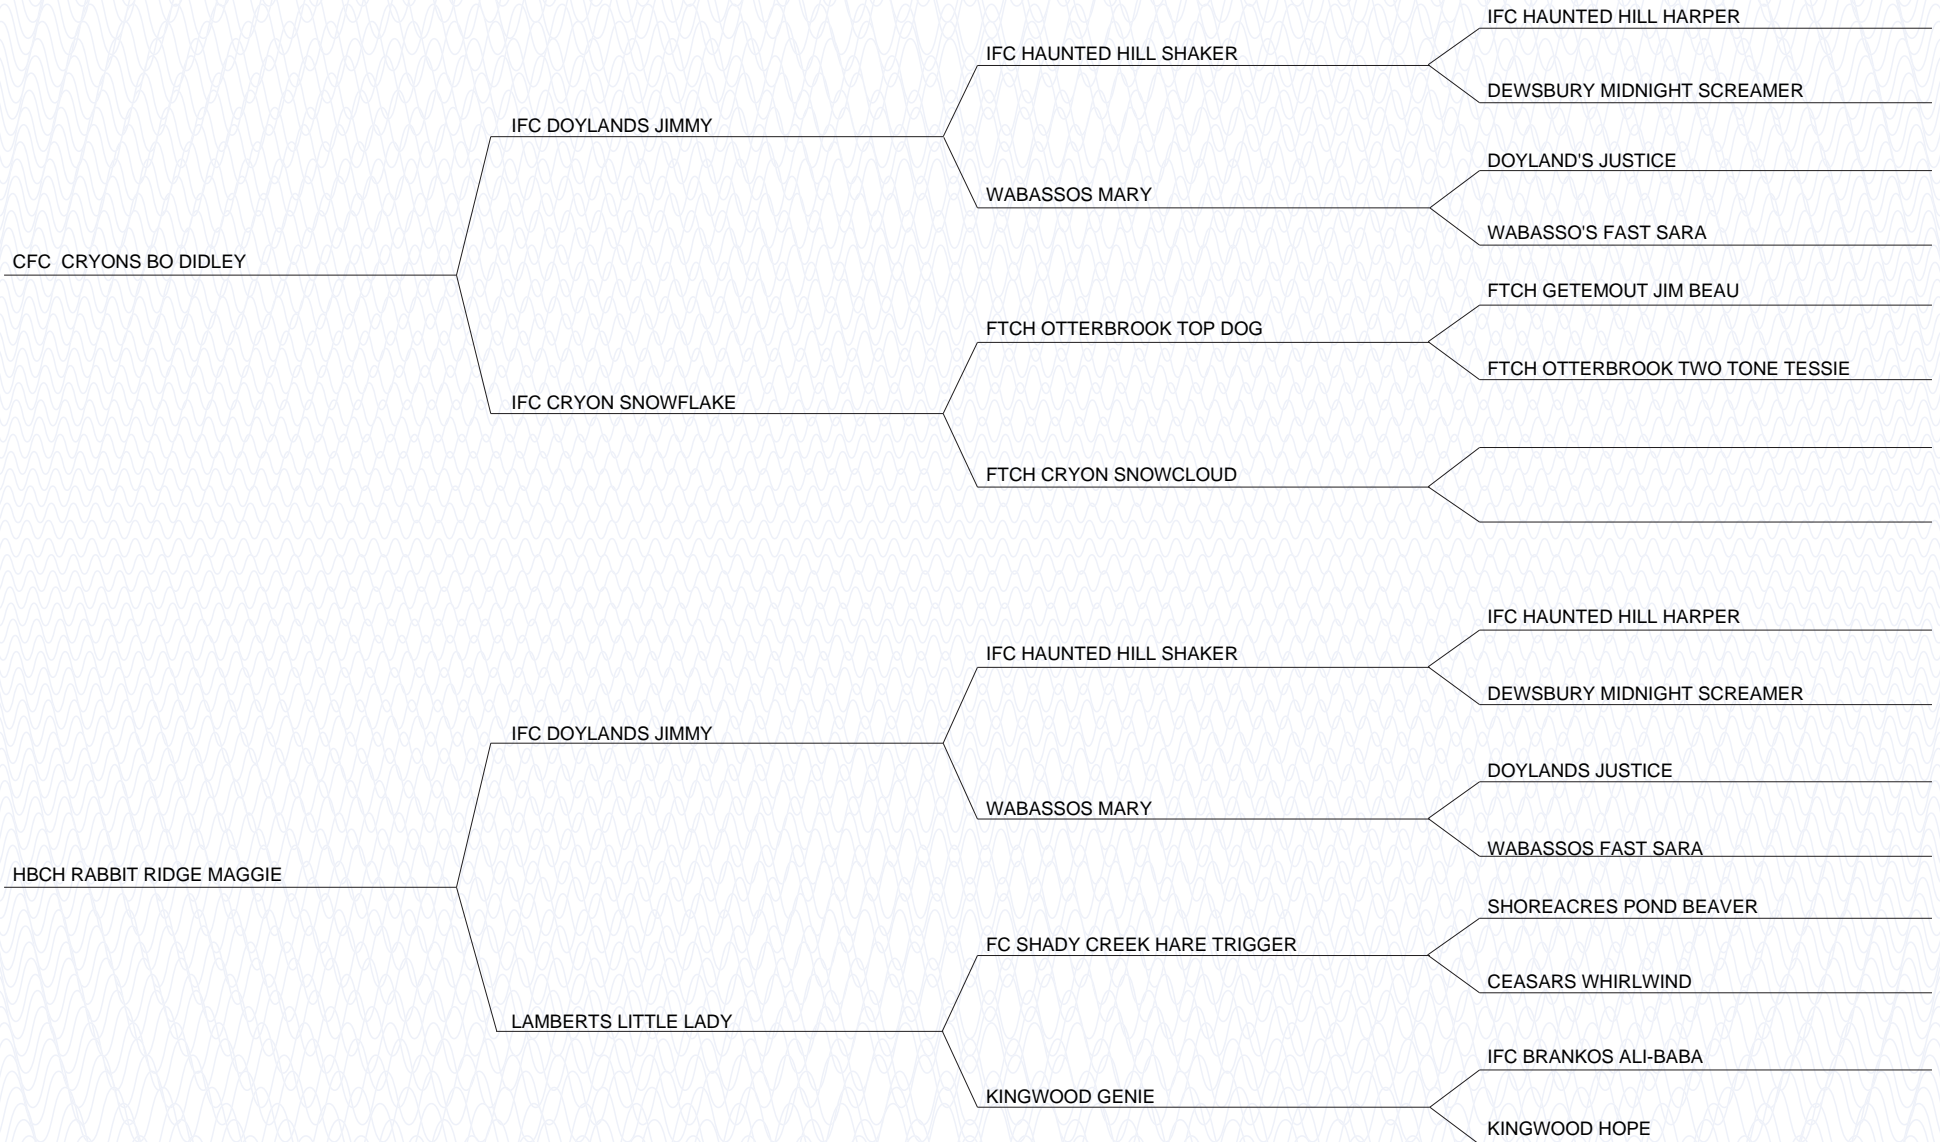 IFC HAUNTED HILL HARPER
IFC HAUNTED HILL SHAKER
DEWSBURY MIDNIGHT SCREAMER
IFC DOYLANDS JIMMY
DOYLAND'S JUSTICE
WABASSOS MARY
WABASSO'S FAST SARA
CFC  CRYONS BO DIDLEY
FTCH GETEMOUT JIM BEAU
FTCH OTTERBROOK TOP DOG
FTCH OTTERBROOK TWO TONE TESSIE
IFC CRYON SNOWFLAKE
FTCH CRYON SNOWCLOUD
IFC HAUNTED HILL HARPER
IFC HAUNTED HILL SHAKER
DEWSBURY MIDNIGHT SCREAMER
IFC DOYLANDS JIMMY
DOYLANDS JUSTICE
WABASSOS MARY
WABASSOS FAST SARA
HBCH RABBIT RIDGE MAGGIE
SHOREACRES POND BEAVER
FC SHADY CREEK HARE TRIGGER
CEASARS WHIRLWIND
LAMBERTS LITTLE LADY
IFC BRANKOS ALI-BABA
KINGWOOD GENIE
KINGWOOD HOPE